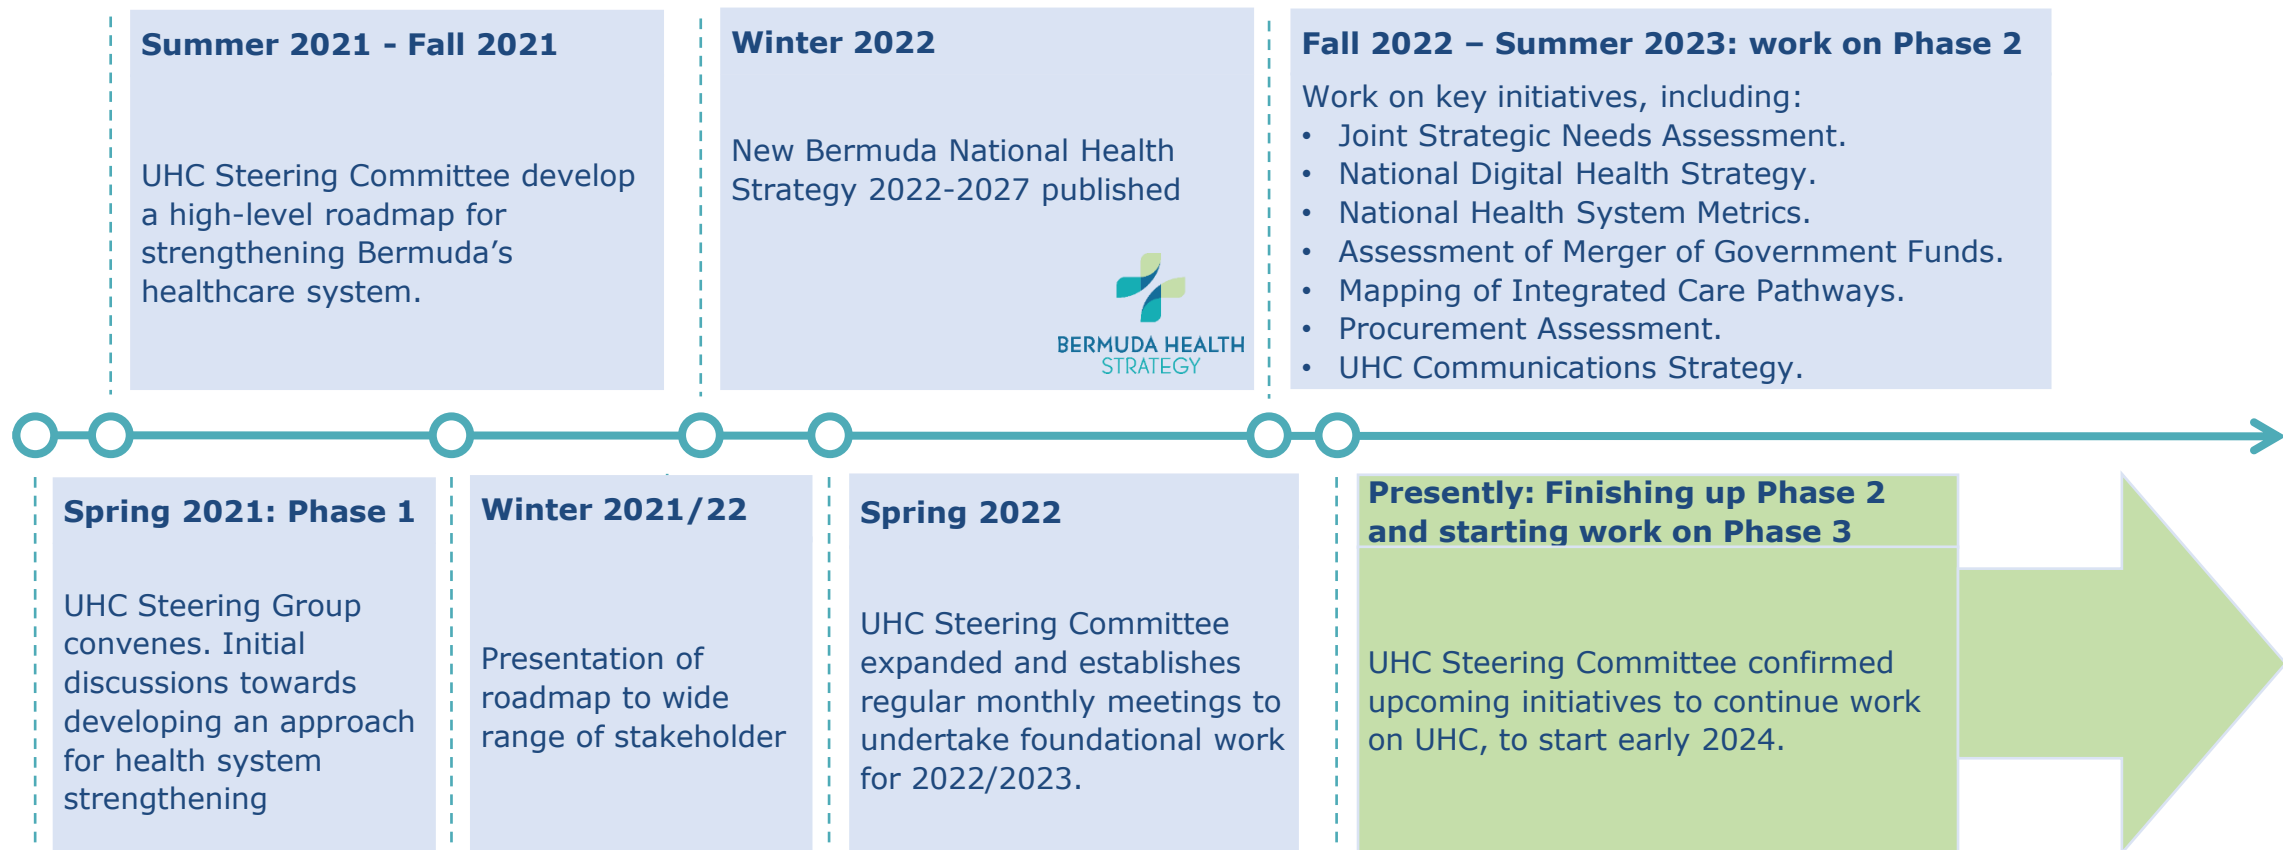 Summer 2021 - Fall 2021
UHC Steering Committee develop
a high-level roadmap for
strengthening Bermuda’s
healthcare system.
Winter 2022
New Bermuda National Health
Strategy 2022-2027 published
BERMUDA HEALTH
STRATEGY
Fall 2022 – Summer 2023: work on Phase 2
Work on key initiatives, including:
• Joint Strategic Needs Assessment.
• National Digital Health Strategy.
• National Health System Metrics.
• Assessment of Merger of Government Funds.
• Mapping of Integrated Care Pathways.
• Procurement Assessment.
• UHC Communications Strategy.
Spring 2021: Phase 1
UHC Steering Group
convenes. Initial
discussions towards
developing an approach
for health system
strengthening
Winter 2021/22
Presentation of
roadmap to wide
range of stakeholder
Spring 2022
UHC Steering Committee
expanded and establishes
regular monthly meetings to
undertake foundational work
for 2022/2023.
Presently: Finishing up Phase 2
and starting work on Phase 3
UHC Steering Committee confirmed
upcoming initiatives to continue work
on UHC, to start early 2024.